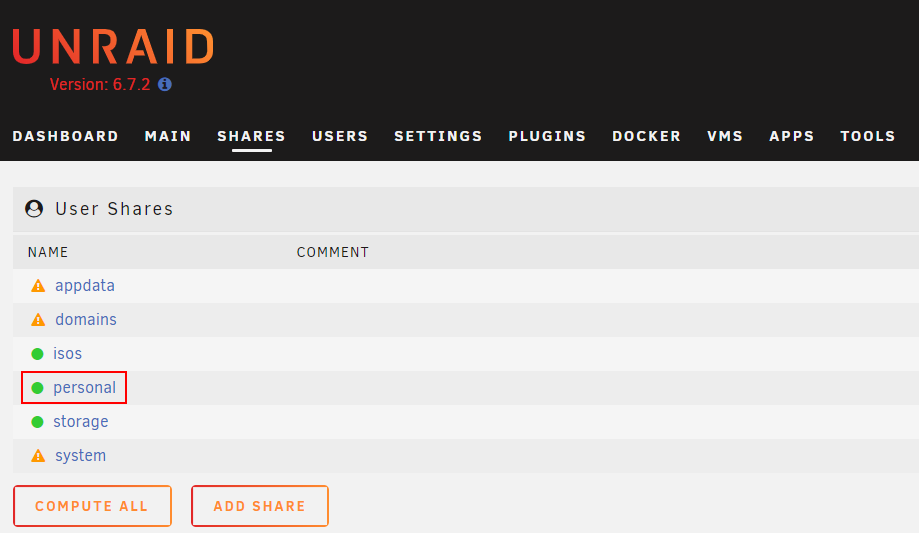 UNRAID
Version: 6.7.2
DASHBOARD MAIN SHARES USERS SETTINGS PLUGINS DOCKER VMS APPS TOOLS
User Shares
NAME COMMENT
appdata
domains
isos
personal
storage
system
COMPUTE ALL ADD SHARE